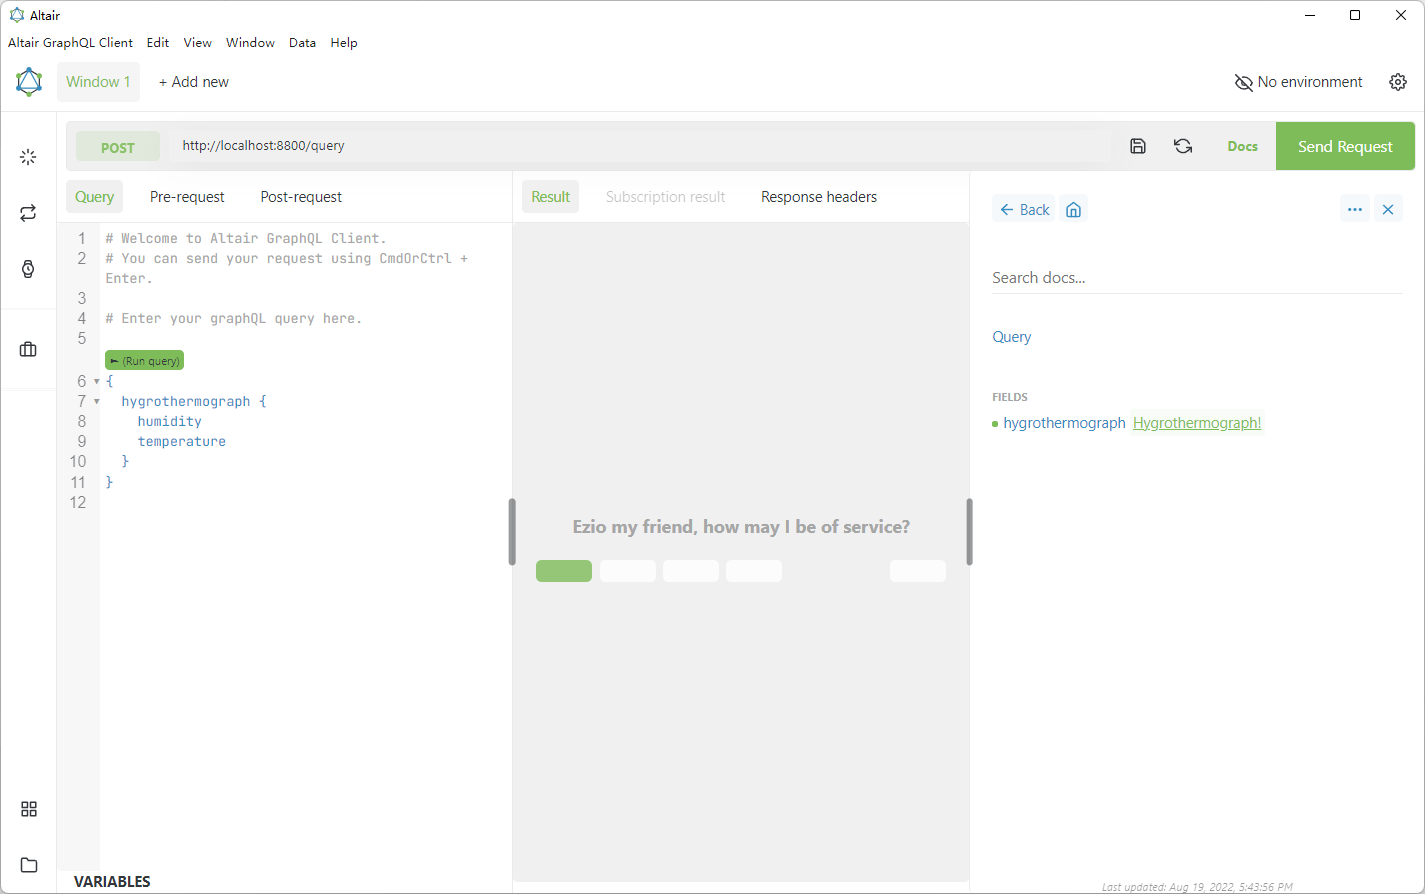 Altair
Altair GraphQL Client Edit View Window Data Help
Window 1 + Add new No environment
POST http://localhost:8800/query Docs Send Request
Query Pre-request Post-request
Result Subscription result Response headers
1 # Welcome to Altair GraphQL Client.
2 # You can send your request using CmdOrCtrl +
Enter.
3
4 # Enter your graphQL query here.
5
► (Run query)
6 ▾ {
7 ▾ hygrothermograph {
8 humidity
9 temperature
10 }
11 }
12
VARIABLES
Ezio my friend, how may I be of service?
← Back
Search docs...
Query
FIELDS
hygrothermograph Hygrothermograph!
Last updated: Aug 19, 2022, 5:43:56 PM